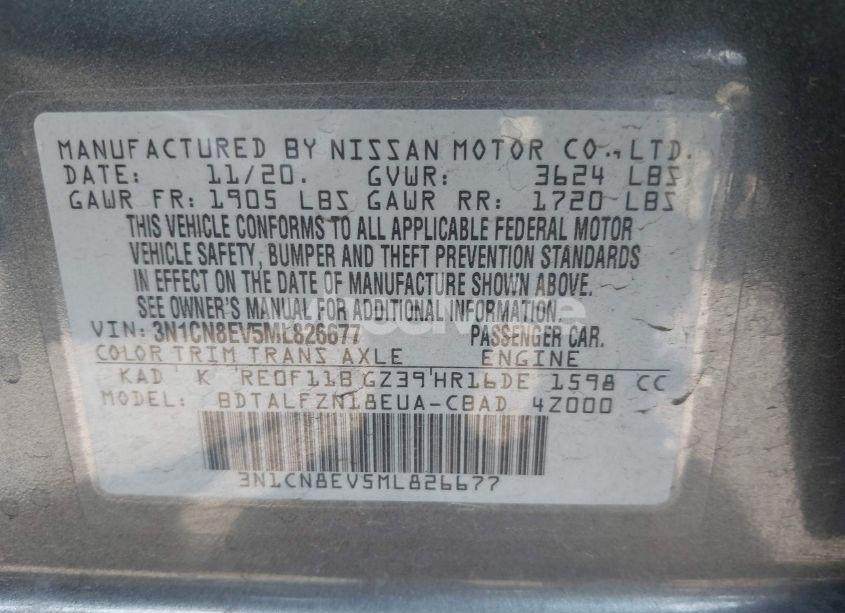 MANUFACTURED BY NISSAN MOTOR CO.,LTD.
DATE: 11/20. GVWR: 3624 LBS
GAWR FR: 1905 LBS GAWR RR: 1720 LBS
THIS VEHICLE CONFORMS TO ALL APPLICABLE FEDERAL MOTOR
VEHICLE SAFETY, BUMPER AND THEFT PREVENTION STANDARDS
IN EFFECT ON THE DATE OF MANUFACTURE SHOWN ABOVE.
SEE OWNER'S MANUAL FOR ADDITIONAL INFORMATION.
VIN: 3N1CN8EV5ML826677 PASSENGER CAR.
COLOR TRIM TRANS AXLE ENGINE
KAD K RE0F11B GZ39 HR16DE 1598 CC
MODEL: BDTALFZN18EUA-CBAD 4Z000
3N1CN8EV5ML826677